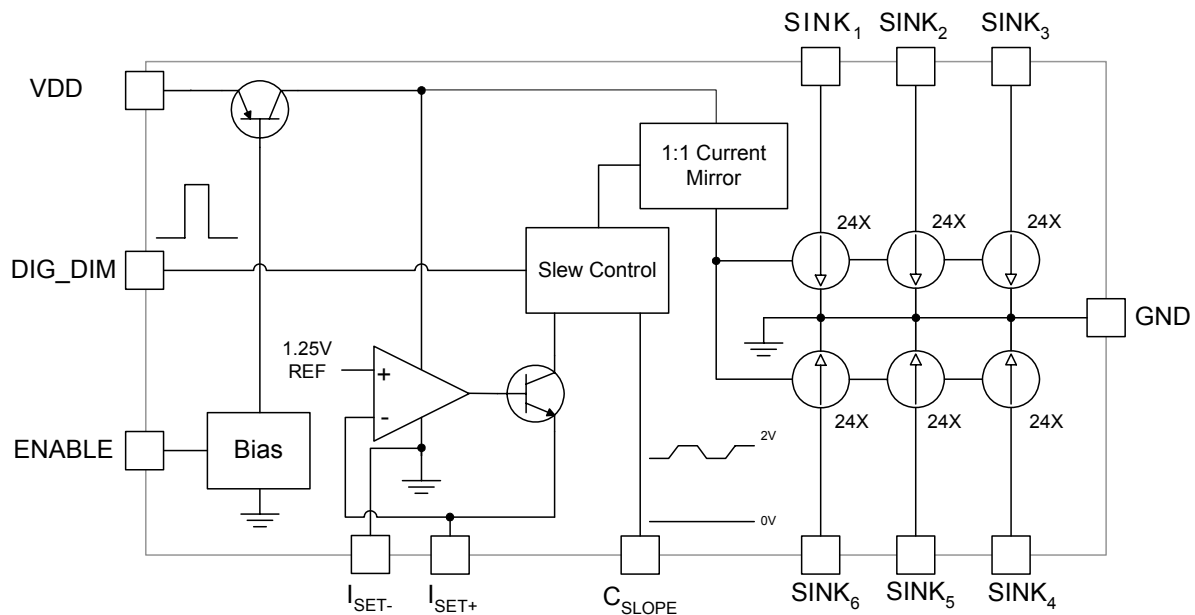 SINK1 SINK2 SINK3
VDD
1:1 Current
Mirror
24X 24X 24X
DIG_DIM
Slew Control
GND
1.25V
REF
+
-
24X 24X 24X
ENABLE
Bias
2V
0V
ISET- ISET+ CSLOPE SINK6 SINK5 SINK4